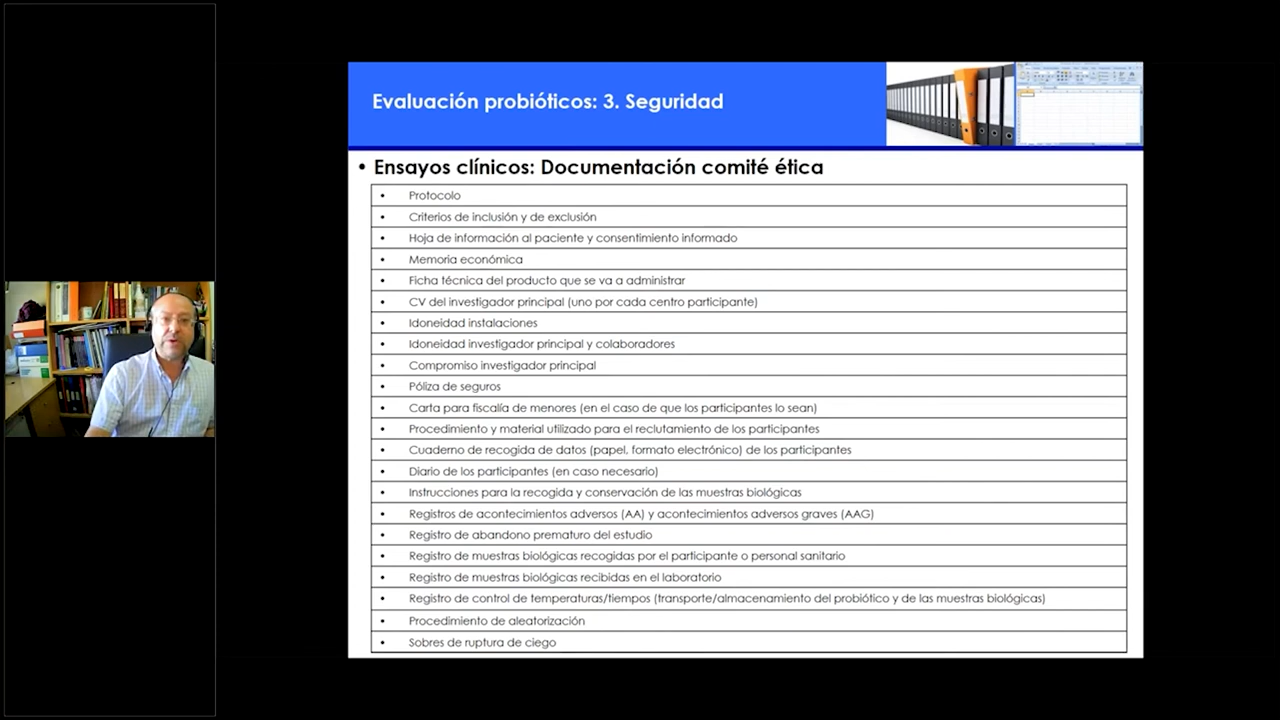 Evaluación probióticos: 3. Seguridad
• Ensayos clínicos: Documentación comité ética
• Protocolo
• Criterios de inclusión y de exclusión
• Hoja de información al paciente y consentimiento informado
• Memoria económica
• Ficha técnica del producto que se va a administrar
• CV del investigador principal (uno por cada centro participante)
• Idoneidad instalaciones
• Idoneidad investigador principal y colaboradores
• Compromiso investigador principal
• Póliza de seguros
• Carta para fiscalía de menores (en el caso de que los participantes lo sean)
• Procedimiento y material utilizado para el reclutamiento de los participantes
• Cuaderno de recogida de datos (papel, formato electrónico) de los participantes
• Diario de los participantes (en caso necesario)
• Instrucciones para la recogida y conservación de las muestras biológicas
• Registros de acontecimientos adversos (AA) y acontecimientos adversos graves (AAG)
• Registro de abandono prematuro del estudio
• Registro de muestras biológicas recogidas por el participante o personal sanitario
• Registro de muestras biológicas recibidas en el laboratorio
• Registro de control de temperaturas/tiempos (transporte/almacenamiento del probiótico y de las muestras biológicas)
• Procedimiento de aleatorización
• Sobres de ruptura de ciego